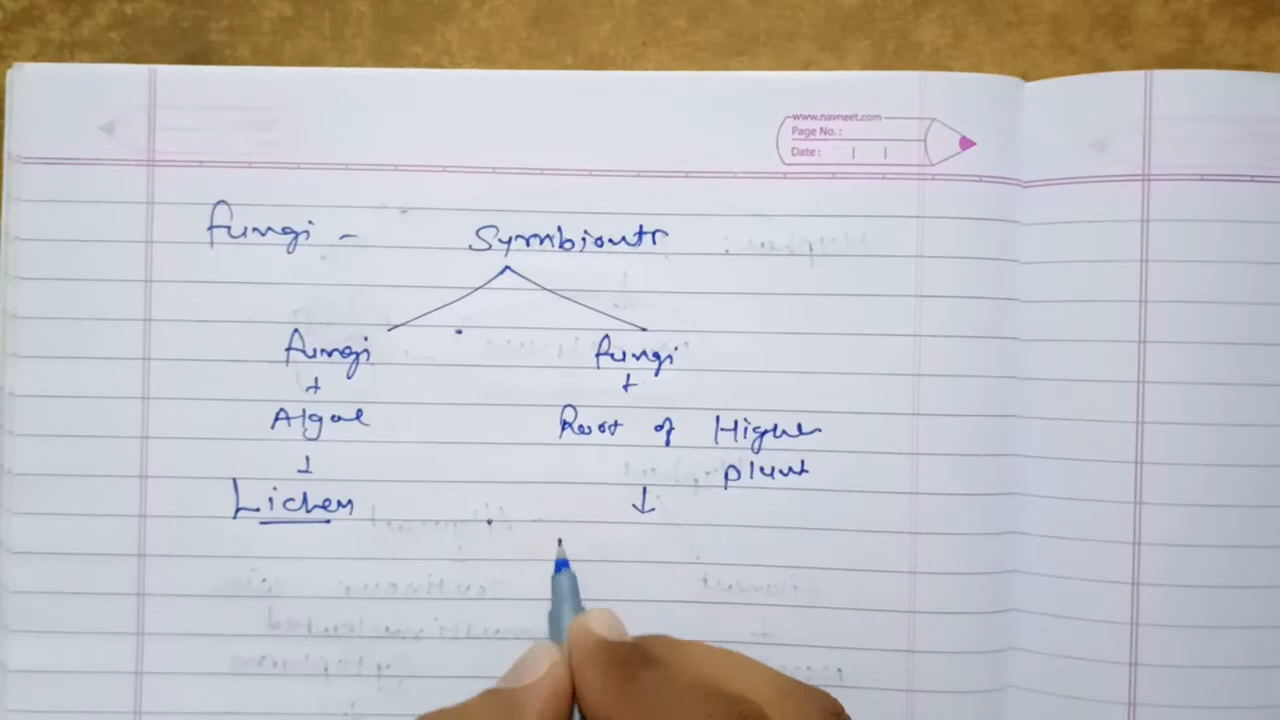 www.navneet.com
Page No. :
Date :
fungi - Symbionts
fungi fungi
+ +
Algae Root of Higher
plant
↓ ↓
Lichen